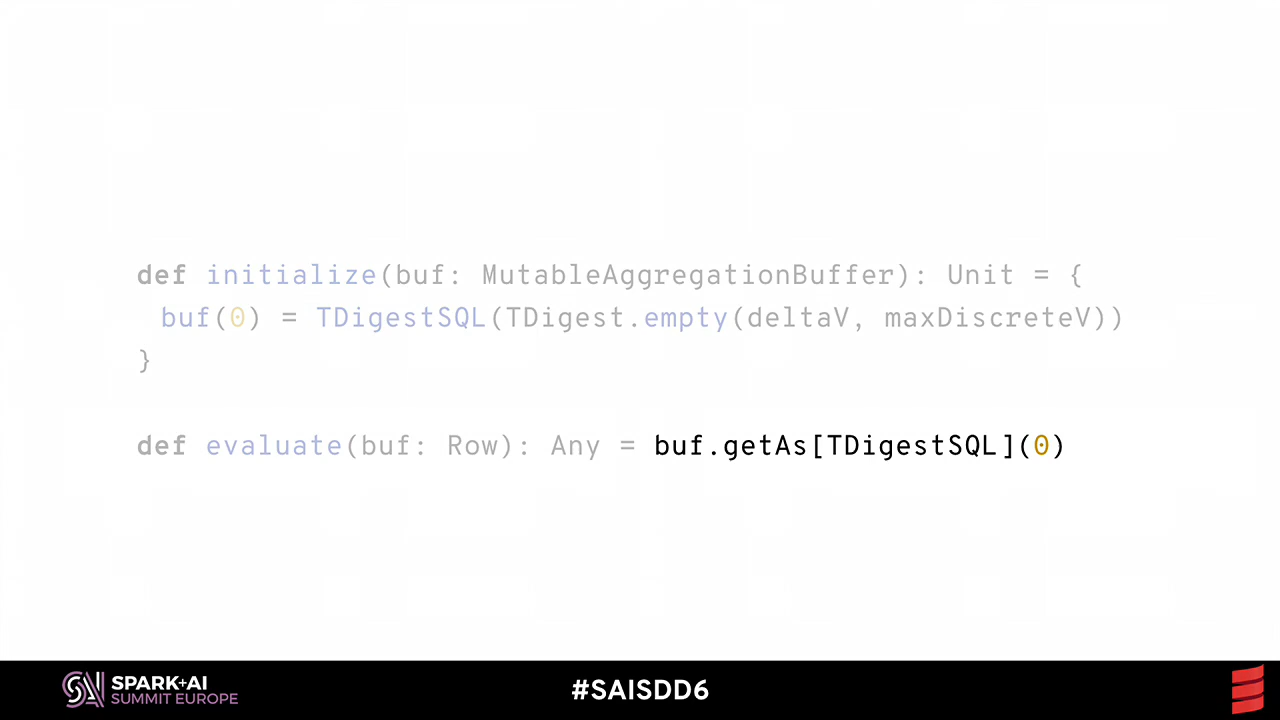 def initialize(buf: MutableAggregationBuffer): Unit = {
buf(0) = TDigestSQL(TDigest.empty(deltaV, maxDiscreteV))
}
def evaluate(buf: Row): Any = buf.getAs[TDigestSQL](0)
SPARK+AI
SUMMIT EUROPE
#SAISDD6